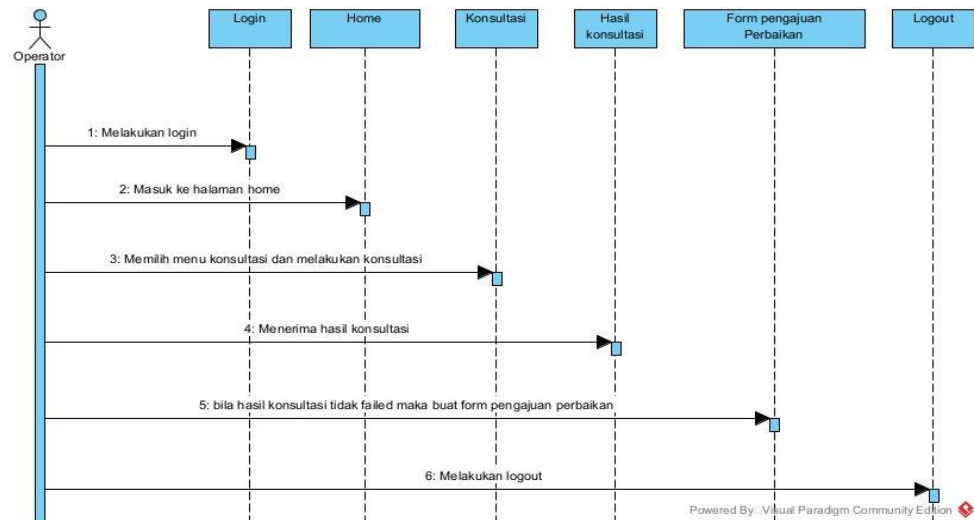 Operator
Login
Home
Konsultasi
Hasil
konsultasi
Form pengajuan
Perbaikan
Logout
1: Melakukan login
2: Masuk ke halaman home
3: Memilih menu konsultasi dan melakukan konsultasi
4: Menerima hasil konsultasi
5: bila hasil konsultasi tidak failed maka buat form pengajuan perbaikan
6: Melakukan logout
Powered By Visual Paradigm Community Edition